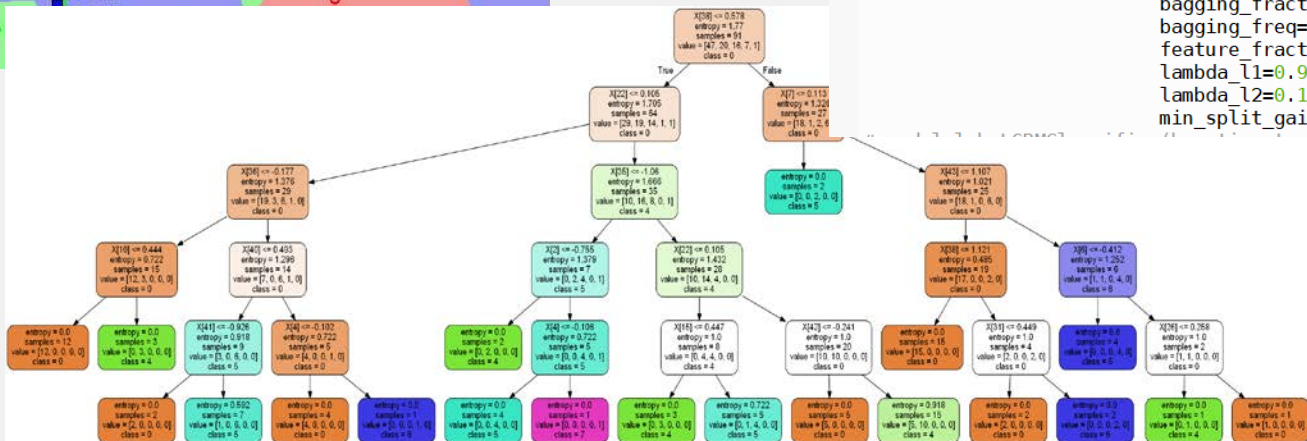 bagging_fract
bagging_freq=
feature_fract
lambda_l1=0.9
lambda_l2=0.1
min_split_gai
X[38] <= 0.578
entropy = 1.77
samples = 91
value = [47, 20, 16, 7, 1]
class = 0
True
False
X[22] <= 0.105
entropy = 1.705
samples = 64
value = [29, 19, 14, 1, 1]
class = 0
X[7] <= 0.113
entropy = 1.326
samples = 27
value = [18, 1, 2, 6
class = 0
X[36] <= -0.177
entropy = 1.376
samples = 29
value = [19, 3, 6, 1, 0]
class = 0
X[35] <= -1.06
entropy = 1.666
samples = 35
value = [10, 16, 8, 0, 1]
class = 4
entropy = 0.0
samples = 2
value = [0, 0, 2, 0, 0]
class = 5
X[43] <= 1.107
entropy = 1.021
samples = 25
value = [18, 1, 0, 6, 0]
class = 0
X[10] <= 0.444
entropy = 0.722
samples = 15
value = [12, 3, 0, 0, 0]
class = 0
X[40] <= 0.493
entropy = 1.296
samples = 14
value = [7, 0, 6, 1, 0]
class = 0
X[2] <= -0.755
entropy = 1.379
samples = 7
value = [0, 2, 4, 0, 1]
class = 5
X[22] <= 0.105
entropy = 1.432
samples = 28
value = [10, 14, 4, 0, 0]
class = 4
X[38] <= 1.121
entropy = 0.485
samples = 19
value = [17, 0, 0, 2, 0]
class = 0
X[6] <= -0.412
entropy = 1.252
samples = 6
value = [1, 1, 0, 4, 0]
class = 6
entropy = 0.0
samples = 12
value = [12, 0, 0, 0, 0]
class = 0
entropy = 0.0
samples = 3
value = [0, 3, 0, 0, 0]
class = 4
X[41] <= -0.926
entropy = 0.918
samples = 9
value = [3, 0, 6, 0, 0]
class = 5
X[4] <= -0.102
entropy = 0.722
samples = 5
value = [4, 0, 0, 1, 0]
class = 0
entropy = 0.0
samples = 2
value = [0, 2, 0, 0, 0]
class = 4
X[4] <= -0.106
entropy = 0.722
samples = 5
value = [0, 0, 4, 0, 1]
class = 5
X[15] <= 0.447
entropy = 1.0
samples = 8
value = [0, 4, 4, 0, 0]
class = 4
X[42] <= -0.241
entropy = 1.0
samples = 20
value = [10, 10, 0, 0, 0]
class = 0
entropy = 0.0
samples = 15
value = [15, 0, 0, 0, 0]
class = 0
X[31] <= 0.449
entropy = 1.0
samples = 4
value = [2, 0, 0, 2, 0]
class = 0
entropy = 0.0
samples = 4
value = [0, 0, 0, 4, 0]
X[26] <= 0.258
entropy = 1.0
samples = 2
value = [1, 1, 0, 0, 0]
class = 0
entropy = 0.0
samples = 2
value = [2, 0, 0, 0, 0]
class = 0
entropy = 0.592
samples = 7
value = [1, 0, 6, 0, 0]
class = 5
entropy = 0.0
samples = 4
value = [4, 0, 0, 0, 0]
class = 0
entropy = 0.0
samples = 1
value = [0, 0, 0, 1, 0]
class = 6
entropy = 0.0
samples = 4
value = [0, 0, 4, 0, 0]
class = 5
entropy = 0.0
samples = 1
value = [0, 0, 0, 0, 1]
class = 7
entropy = 0.0
samples = 3
value = [0, 3, 0, 0, 0]
class = 4
entropy = 0.722
samples = 5
value = [0, 1, 4, 0, 0]
class = 5
entropy = 0.0
samples = 5
value = [5, 0, 0, 0, 0]
class = 0
entropy = 0.918
samples = 15
value = [5, 10, 0, 0, 0]
class = 4
entropy = 0.0
samples = 2
value = [2, 0, 0, 0, 0]
class = 0
entropy = 0.0
samples = 2
value = [0, 0, 0, 2, 0]
class = 6
entropy = 0.0
samples = 1
value = [0, 1, 0, 0, 0]
class = 4
entropy = 0.0
samples = 1
value = [1, 0, 0, 0, 0]
class = 0